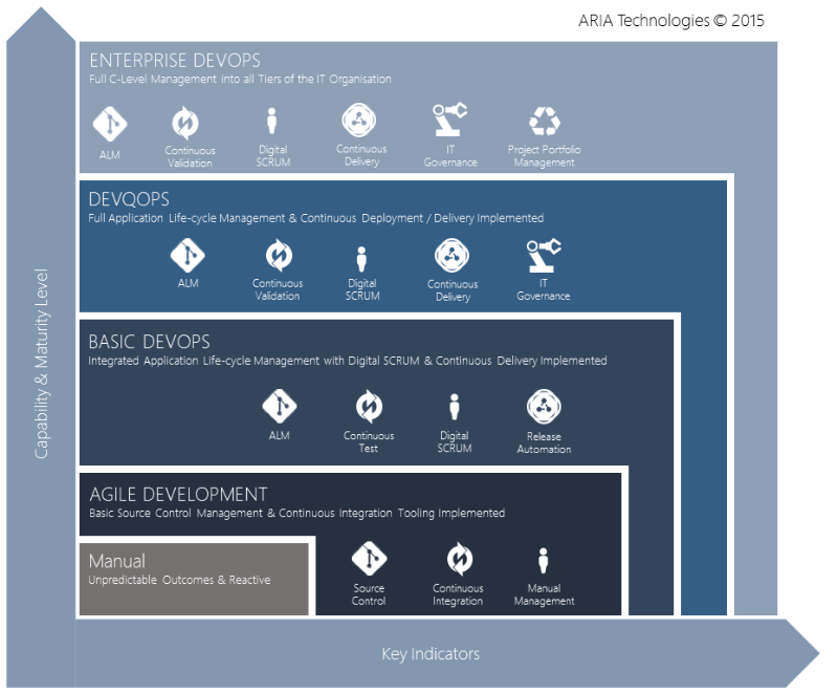 ARIA Technologies © 2015
ENTERPRISE DEVOPS
Full C-Level Management into all Tiers of the IT Organisation
ALM
Continuous
Validation
Digital
SCRUM
Continuous
Delivery
IT
Governance
Project Portfolio
Management
DEVQOPS
Full Application Life-cycle Management & Continuous Deployment / Delivery Implemented
ALM
Continuous
Validation
Digital
SCRUM
Continuous
Delivery
IT
Governance
BASIC DEVOPS
Integrated Application Life-cycle Management with Digital SCRUM & Continuous Delivery Implemented
ALM
Continuous
Test
Digital
SCRUM
Release
Automation
AGILE DEVELOPMENT
Basic Source Control Management & Continuous Integration Tooling Implemented
Source
Control
Continuous
Integration
Manual
Management
Manual
Unpredictable Outcomes & Reactive
Capability & Maturity Level
Key Indicators